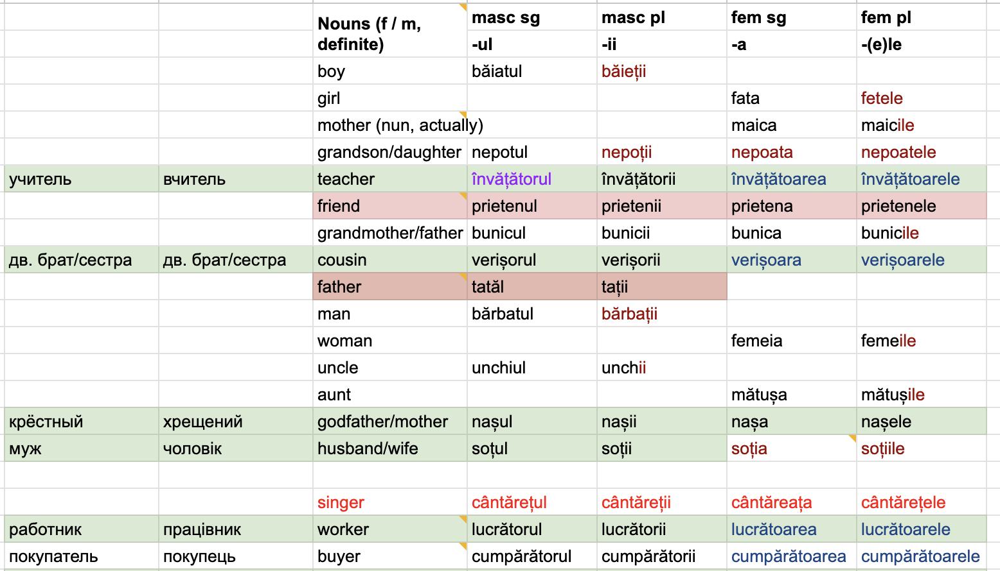 Nouns (f / m, definite) masc sg masc pl fem sg fem pl
-ul -ii -a -(e)le
boy băiatul băieții
girl fata fetele
mother (nun, actually) maica maicile
grandson/daughter nepotul nepoții nepoata nepoatele
учитель вчитель teacher învățătorul învățătorii învățătoarea învățătoarele
friend prietenul prietenii prietena prietenele
grandmother/father bunicul bunicii bunica bunicile
дв. брат/сестра дв. брат/сестра cousin verișorul verișorii verișoara verișoarele
father tatăl tații
man bărbatul bărbații
woman femeia femeile
uncle unchiul unchii
aunt mătușa mătușile
крёстный хрещений godfather/mother nașul nașii nașa nașele
муж чоловік husband/wife soțul soții soția soțiile
singer cântărețul cântăreții cântăreața cântărețele
работник працівник worker lucrătorul lucrătorii lucrătoarea lucrătoarele
покупатель покупець buyer cumpărătorul cumpărătorii cumpărătoarea cumpărătoarele